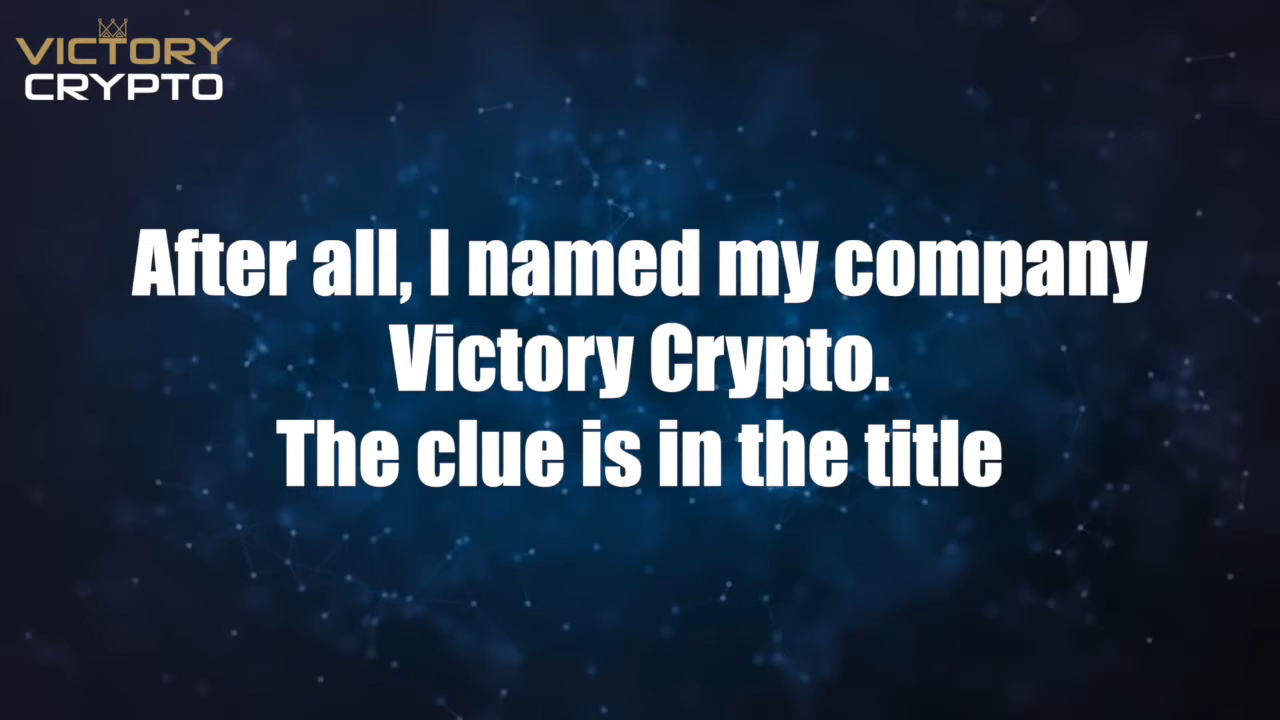 VICTORY
CRYPTO
After all, I named my company
Victory Crypto.
The clue is in the title